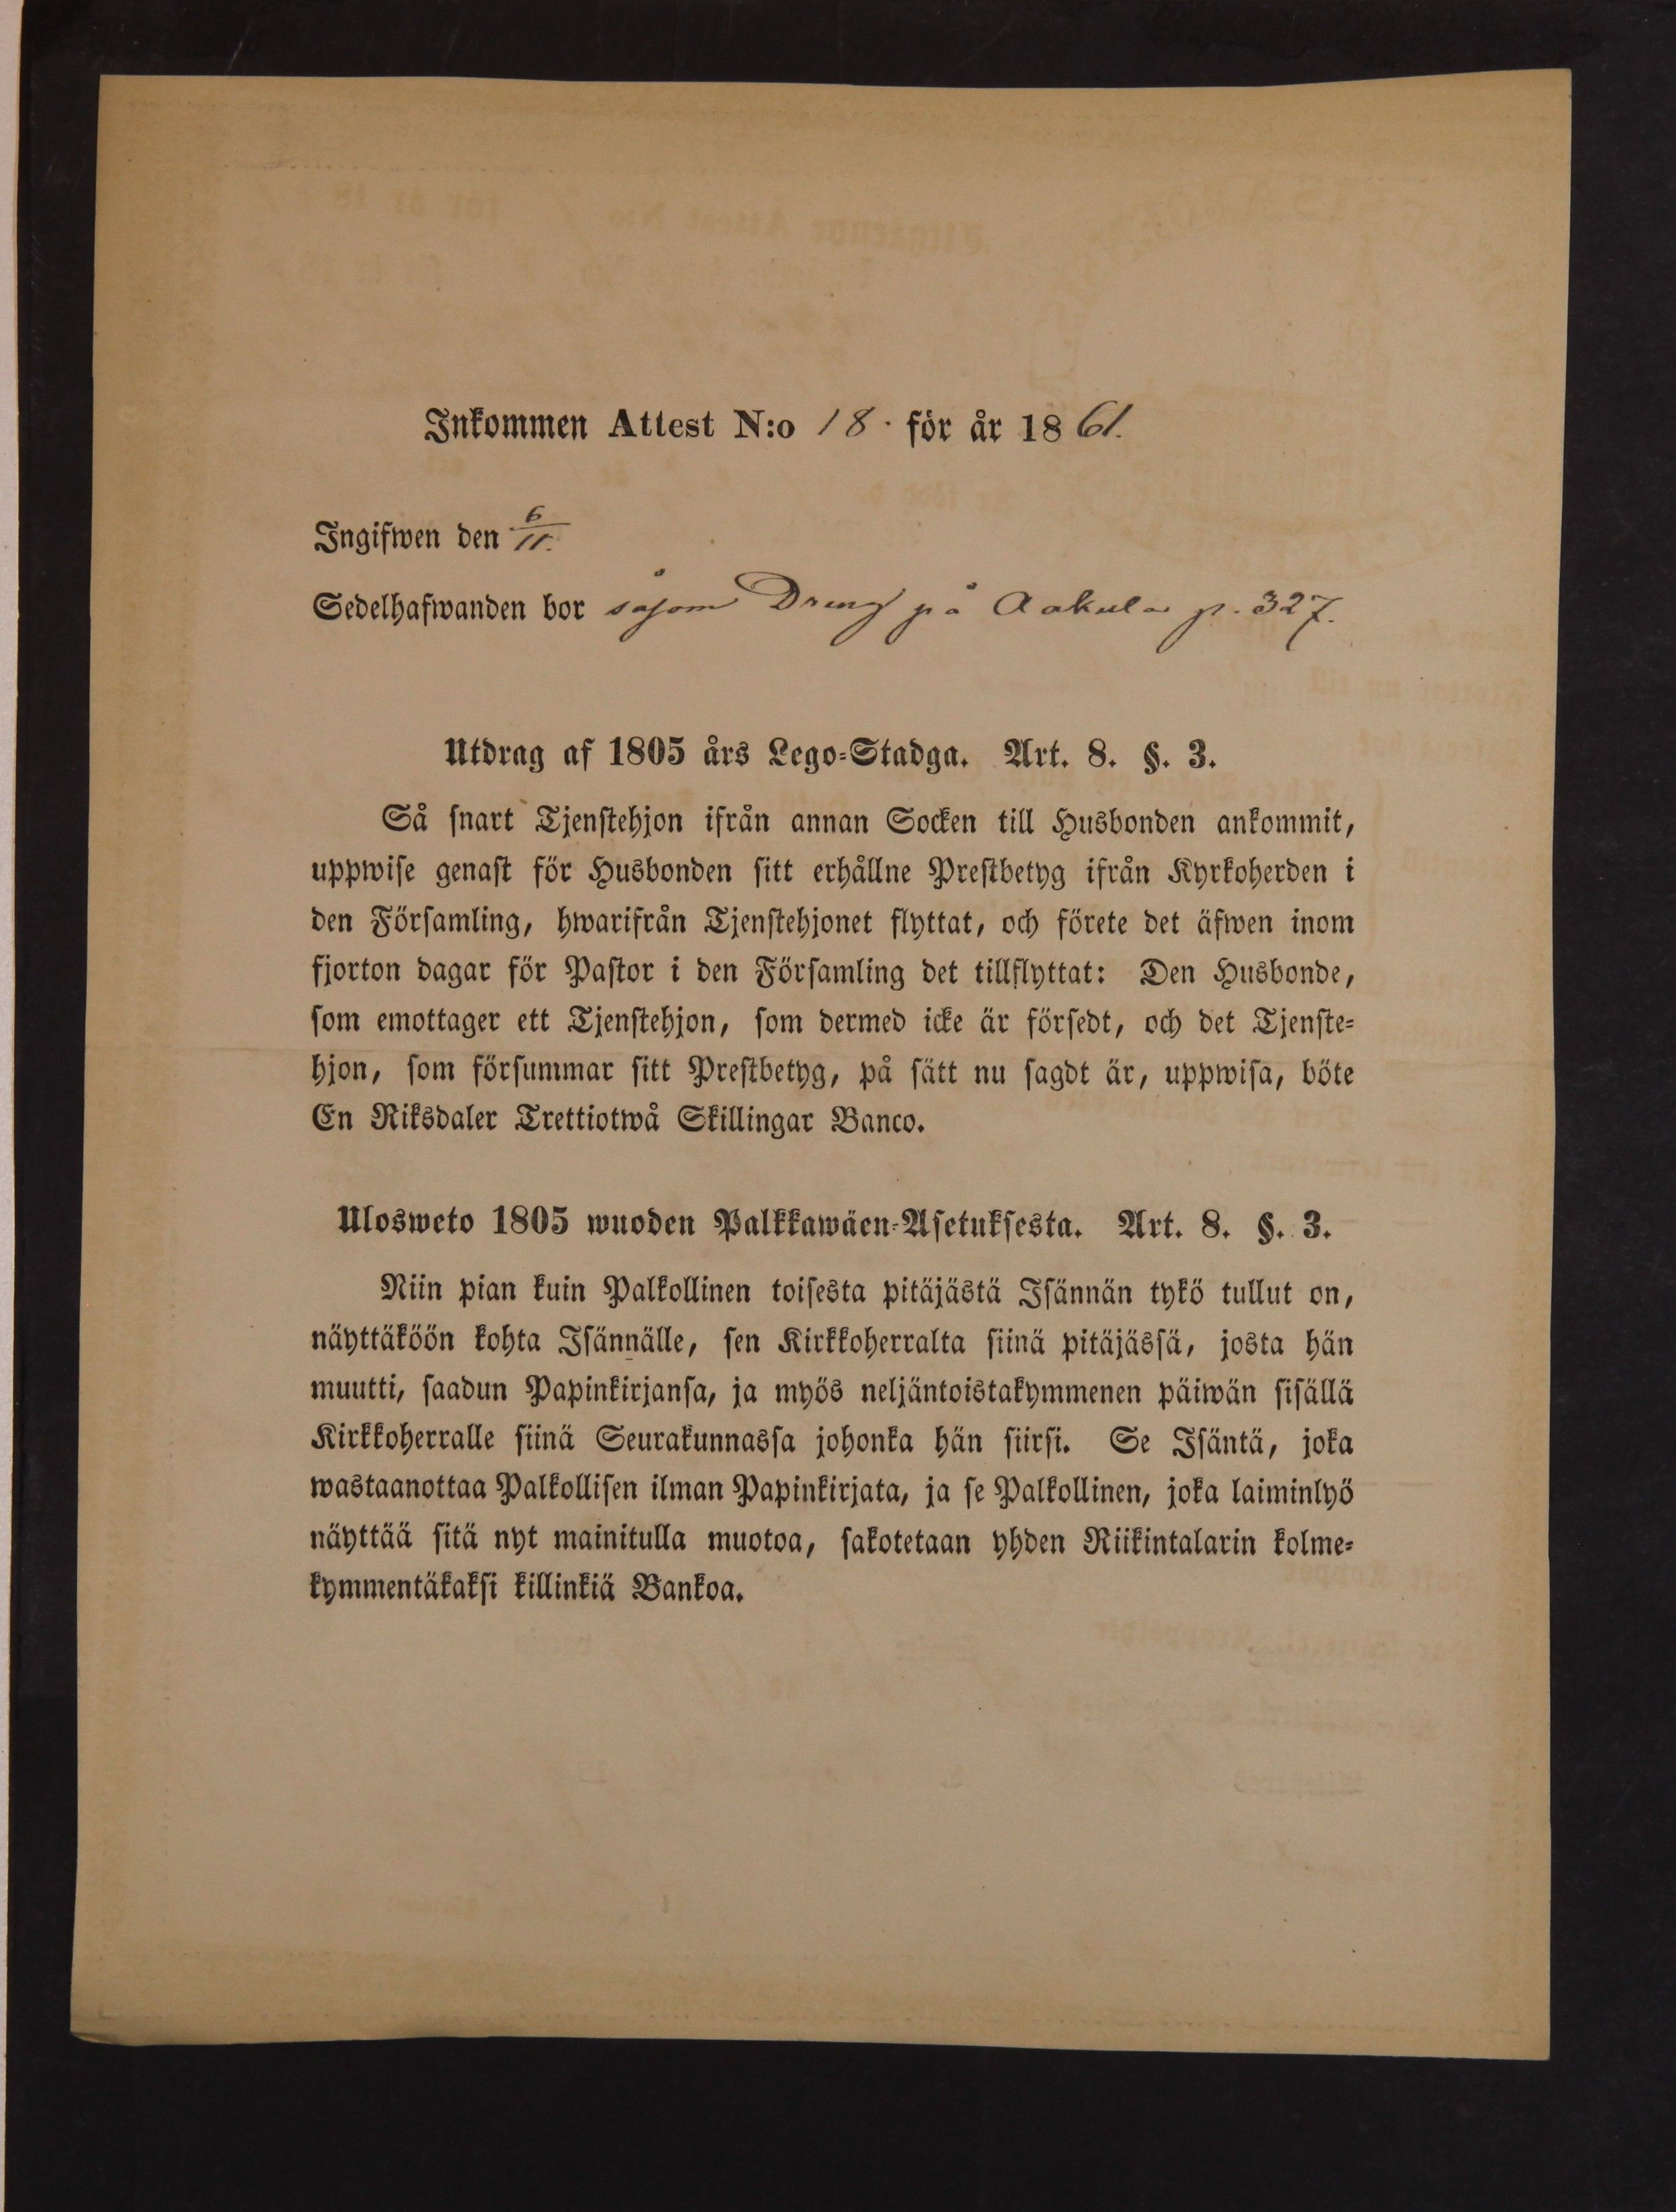 Inkommen Attest N:o 18. för år 1861.
Ingifwen den 6/11.
Sedelhafwanden bor såsom Dreng på Aakula p. 327.
Utdrag af 1805 års Lego-Stadga. Art. 8. §. 3.
Så snart Tjenstehjon ifrån annan Socken till Husbonden ankommit,
uppwise genast för Husbonden sitt erhållne Prestbetyg ifrån Kyrkoherden i
den Församling, hwarifrån Tjenstehjonet flyttat, och förete det äfwen inom
fjorton dagar för Pastor i den Församling det tillflyttat: Den Husbonde,
som emottager ett Tjenstehjon, som dermed icke är försedt, och det Tjenste-
hjon, som försummar sitt Prestbetyg, på sätt nu sagdt är, uppwisa, böte
En Riksdaler Trettiotwå Skillingar Banco.
Ulosweto 1805 wuoden Palkkawäen-Asetuksesta. Art. 8. §. 3.
Niin pian kuin Palkollinen toisesta pitäjästä Isännän tykö tullut on,
näyttäköön kohta Isännälle, sen Kirkkoherralta siinä pitäjässä, josta hän
muutti, saadun Papinkirjansa, ja myös neljäntoistakymmenen päiwän sisällä
Kirkkoherralle siinä Seurakunnassa johonka hän siirsi. Se Isäntä, joka
wastaanottaa Palkollisen ilman Papinkirjata, ja se Palkollinen, joka laiminlyö
näyttää sitä nyt mainitulla muotoa, sakotetaan yhden Riikintalarin kolme-
kymmentäkaksi killinkiä Bankoa.